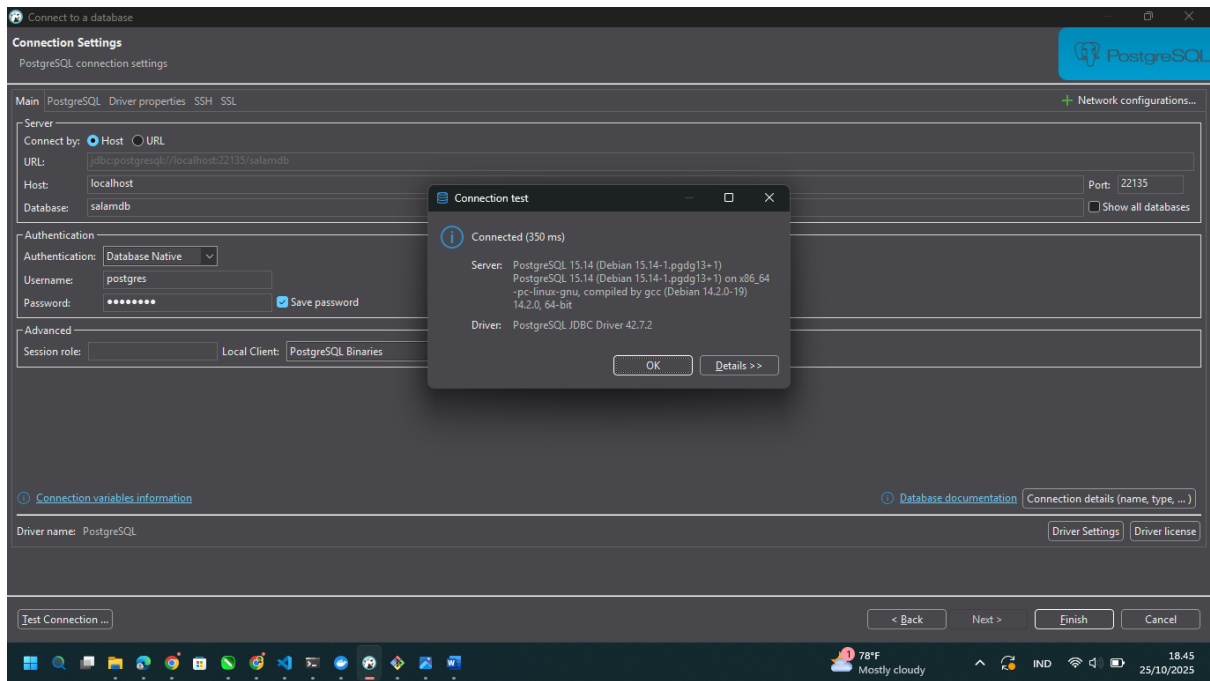 Connect to a database
Connection Settings
PostgreSQL connection settings
PostgreSQL
Main PostgreSQL Driver properties SSH SSL
Network configurations...
Server
Connect by: Host URL
URL: jdbc:postgresql://localhost:22135/salamdb
Host: localhost
Port: 22135
Database: salamdb
Show all databases
Authentication
Authentication: Database Native
Username: postgres
Password: ••••••••
Save password
Advanced
Session role:
Local Client: PostgreSQL Binaries
Connection test
Connected (350 ms)
Server: PostgreSQL 15.14 (Debian 15.14-1.pgdg13+1)
PostgreSQL 15.14 (Debian 15.14-1.pgdg13+1) on x86_64
-pc-linux-gnu, compiled by gcc (Debian 14.2.0-19)
14.2.0, 64-bit
Driver: PostgreSQL JDBC Driver 42.7.2
OK
Details >>
Connection variables information
Database documentation
Connection details (name, type, ... )
Driver name: PostgreSQL
Driver Settings
Driver license
Test Connection ...
< Back
Next >
Finish
Cancel
1
78°F
Mostly cloudy
IND
18.45
25/10/2025